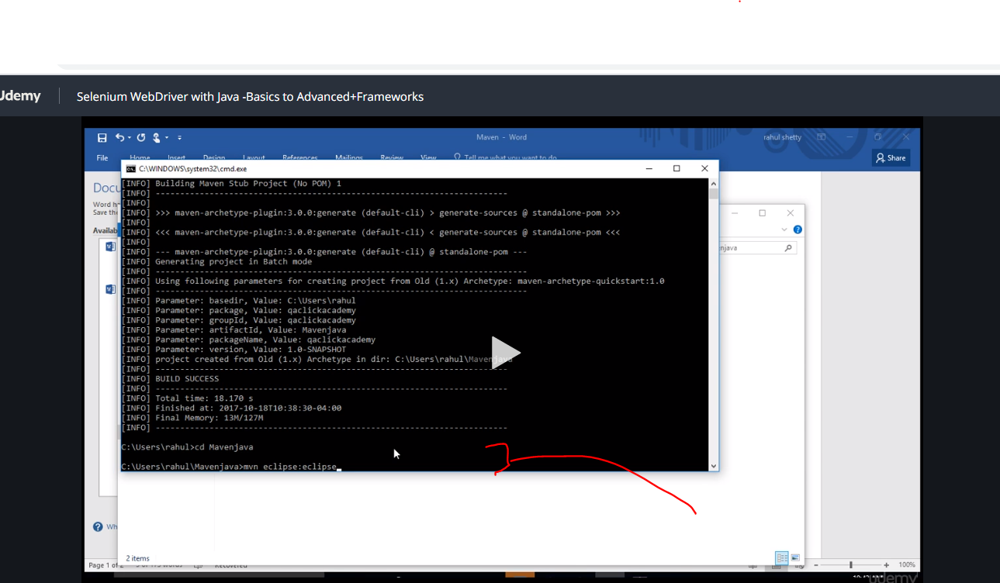 Udemy
Selenium WebDriver with Java -Basics to Advanced+Frameworks
Maven - Word
rahul shetty
File Home Insert Design Layout References Mailings Review View Tell me what you want to do
Share
C:\WINDOWS\system32\cmd.exe
Docu
Word h
Save the
Availab
njava
[INFO] Building Maven Stub Project (No POM) 1
[INFO] ------------------------------------------------------------------------
[INFO]
[INFO] >>> maven-archetype-plugin:3.0.0:generate (default-cli) > generate-sources @ standalone-pom >>>
[INFO]
[INFO] <<< maven-archetype-plugin:3.0.0:generate (default-cli) < generate-sources @ standalone-pom <<<
[INFO]
[INFO] --- maven-archetype-plugin:3.0.0:generate (default-cli) @ standalone-pom ---
[INFO] Generating project in Batch mode
[INFO] ----------------------------------------------------------------------------
[INFO] Using following parameters for creating project from Old (1.x) Archetype: maven-archetype-quickstart:1.0
[INFO] ----------------------------------------------------------------------------
[INFO] Parameter: basedir, Value: C:\Users\rahul
[INFO] Parameter: package, Value: qaclickacademy
[INFO] Parameter: groupId, Value: qaclickacademy
[INFO] Parameter: artifactId, Value: Mavenjava
[INFO] Parameter: packageName, Value: qaclickacademy
[INFO] Parameter: version, Value: 1.0-SNAPSHOT
[INFO] project created from Old (1.x) Archetype in dir: C:\Users\rahul\Mavenjava
[INFO] ------------------------------------------------------------------------
[INFO] BUILD SUCCESS
[INFO] ------------------------------------------------------------------------
[INFO] Total time: 18.170 s
[INFO] Finished at: 2017-10-18T10:38:30-04:00
[INFO] Final Memory: 13M/127M
[INFO] ------------------------------------------------------------------------
C:\Users\rahul>cd Mavenjava
C:\Users\rahul\Mavenjava>mvn eclipse:eclipse
Wh
2 items
Page 1 of 2
Recovered
100%
udemy